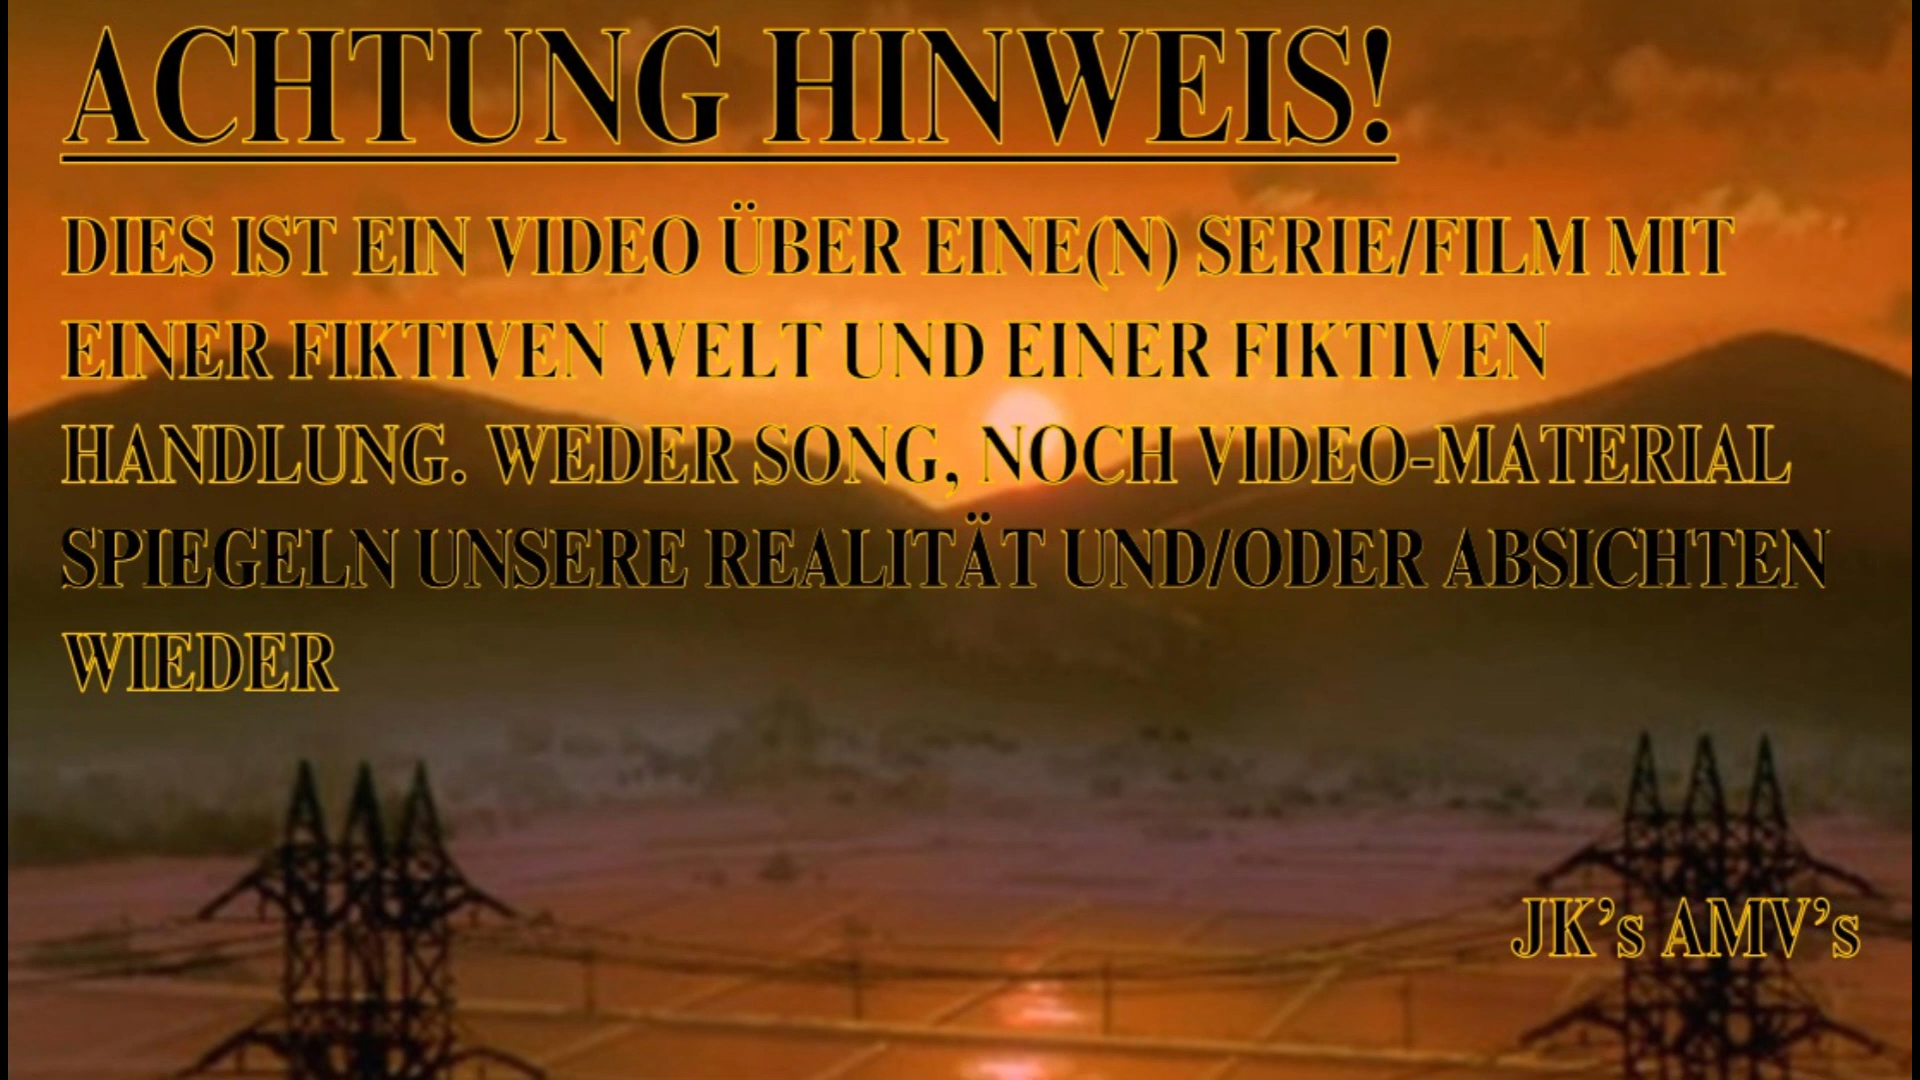 ACHTUNG HINWEIS!
DIES IST EIN VIDEO ÜBER EINE(N) SERIE/FILM MIT
EINER FIKTIVEN WELT UND EINER FIKTIVEN
HANDLUNG. WEDER SONG, NOCH VIDEO-MATERIAL
SPIEGELN UNSERE REALITÄT UND/ODER ABSICHTEN
WIEDER
JK’s AMV’s